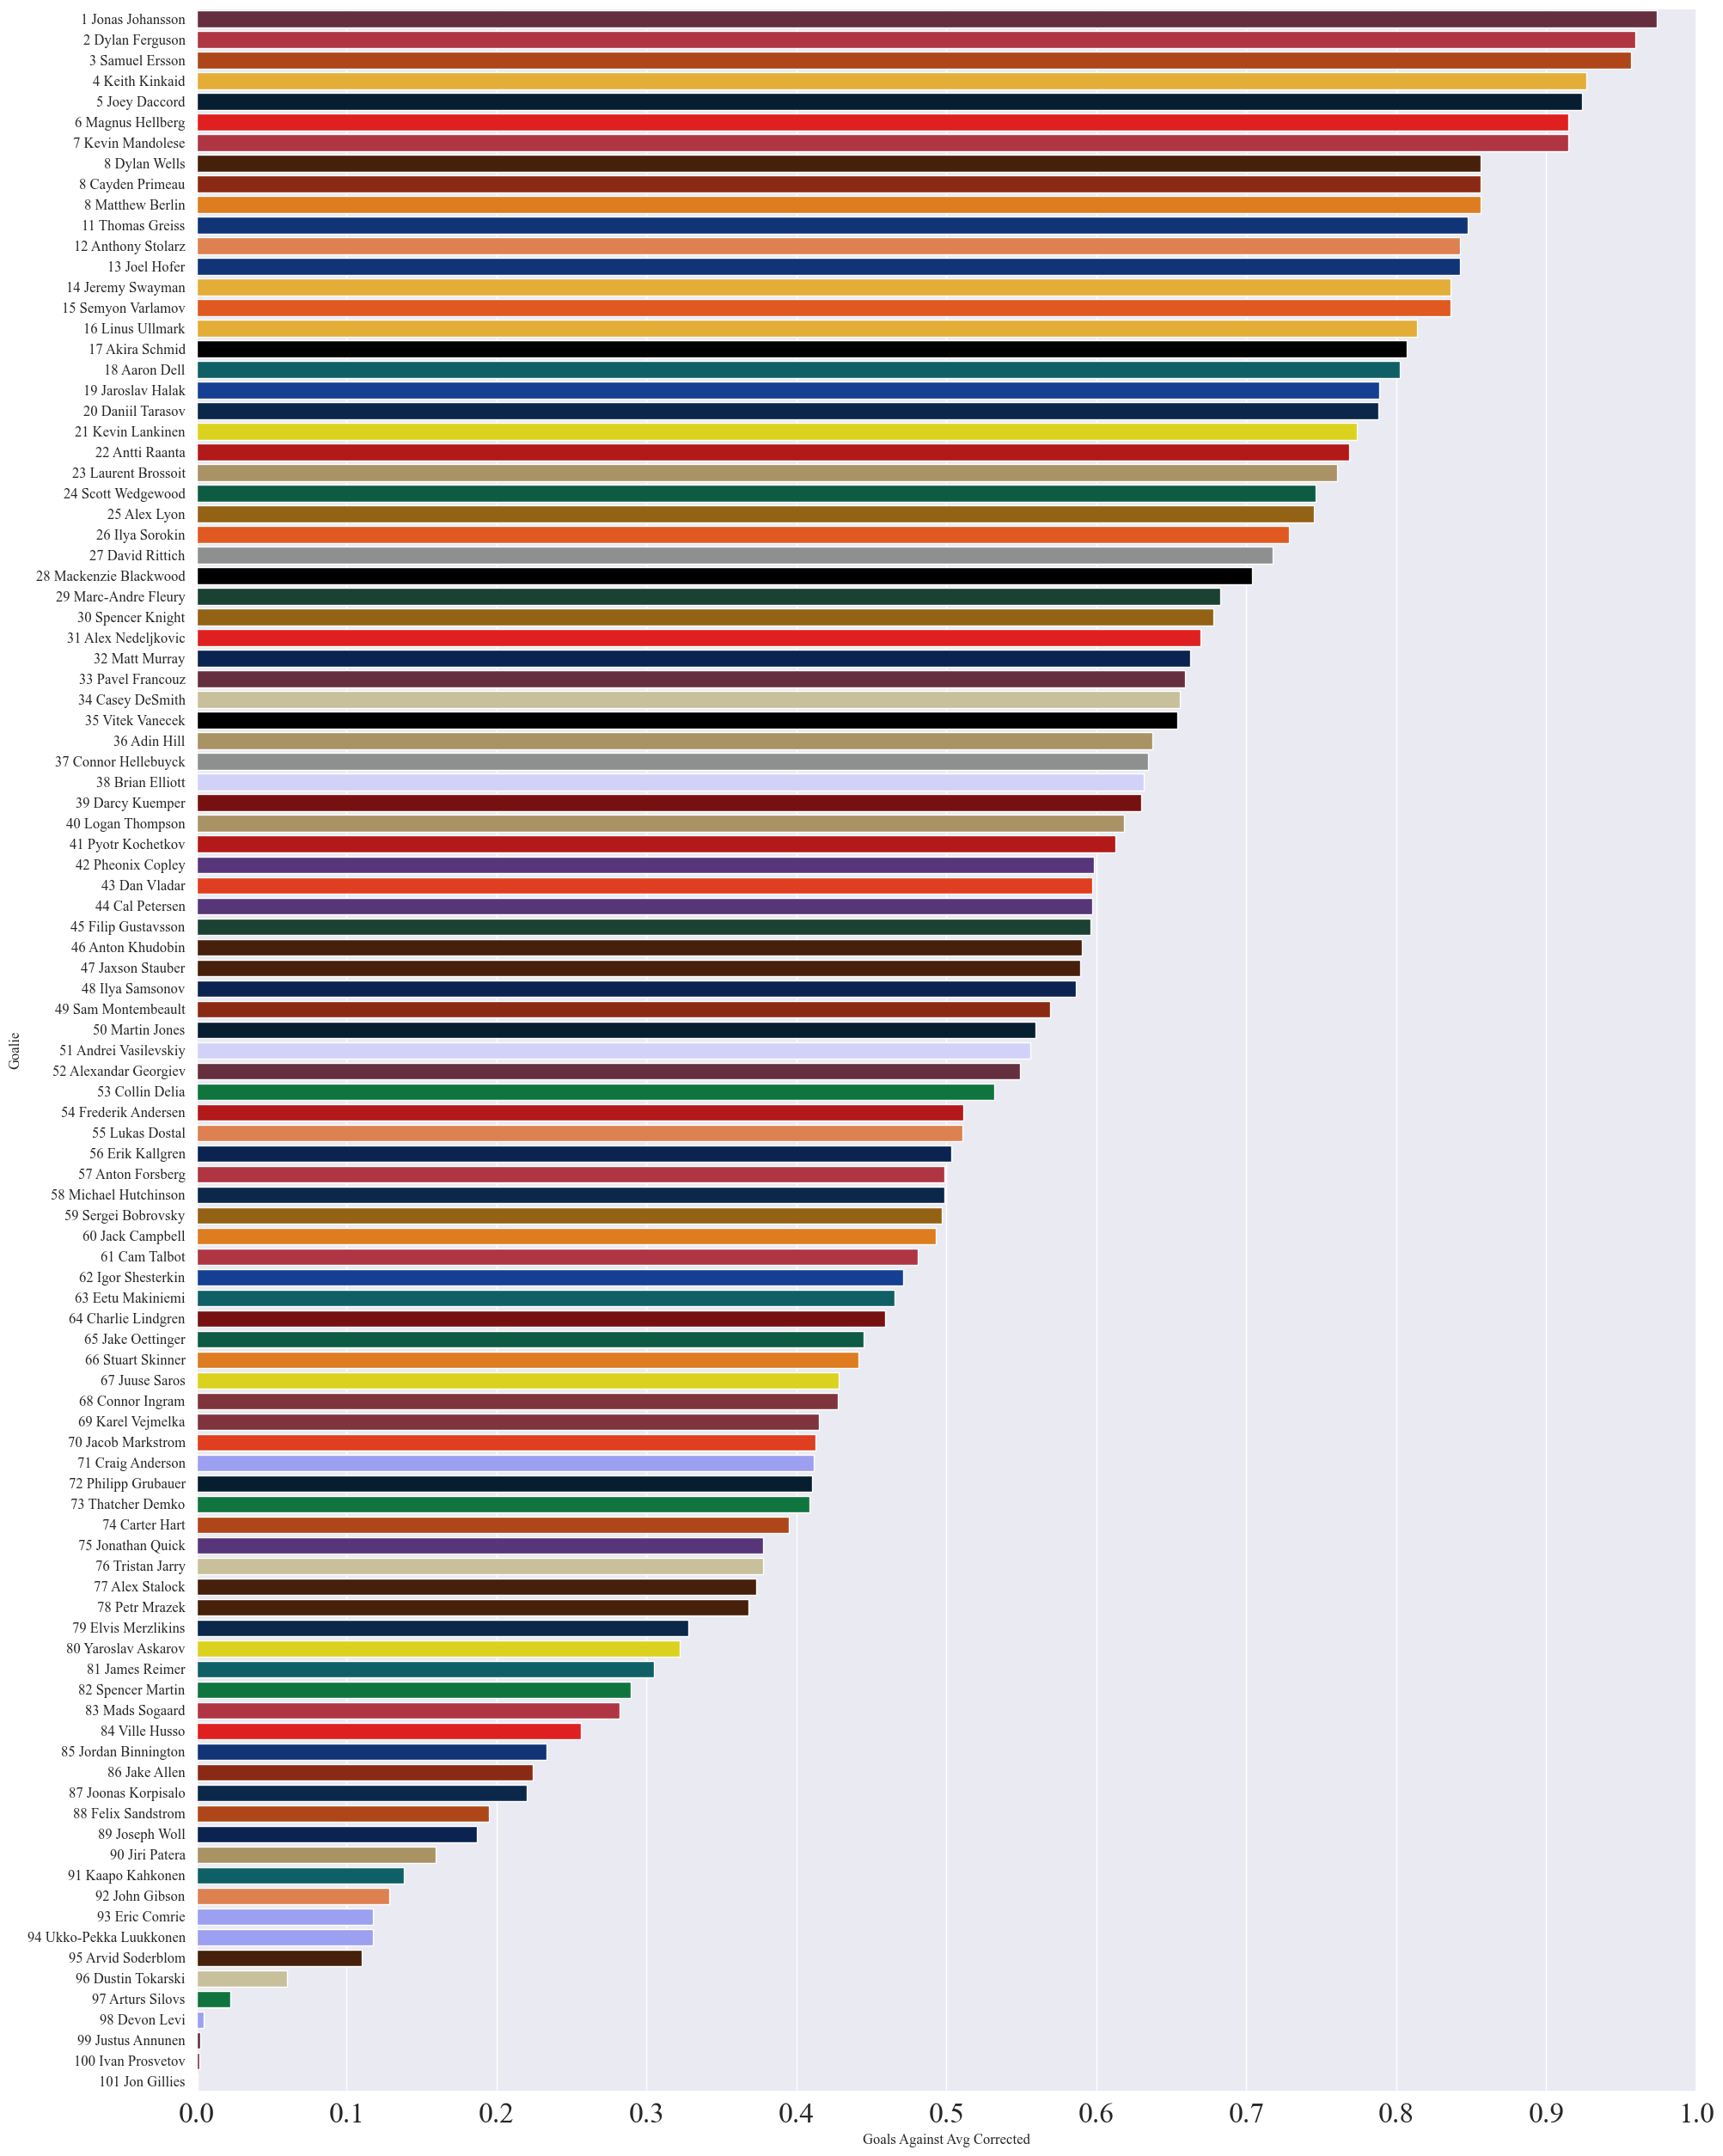 1 Jonas Johansson
2 Dylan Ferguson
3 Samuel Ersson
4 Keith Kinkaid
5 Joey Daccord
6 Magnus Hellberg
7 Kevin Mandolese
8 Dylan Wells
8 Cayden Primeau
8 Matthew Berlin
11 Thomas Greiss
12 Anthony Stolarz
13 Joel Hofer
14 Jeremy Swayman
15 Semyon Varlamov
16 Linus Ullmark
17 Akira Schmid
18 Aaron Dell
19 Jaroslav Halak
20 Daniil Tarasov
21 Kevin Lankinen
22 Antti Raanta
23 Laurent Brossoit
24 Scott Wedgewood
25 Alex Lyon
26 Ilya Sorokin
27 David Rittich
28 Mackenzie Blackwood
29 Marc-Andre Fleury
30 Spencer Knight
31 Alex Nedeljkovic
32 Matt Murray
33 Pavel Francouz
34 Casey DeSmith
35 Vitek Vanecek
36 Adin Hill
37 Connor Hellebuyck
38 Brian Elliott
39 Darcy Kuemper
40 Logan Thompson
41 Pyotr Kochetkov
42 Pheonix Copley
43 Dan Vladar
44 Cal Petersen
45 Filip Gustavsson
46 Anton Khudobin
47 Jaxson Stauber
48 Ilya Samsonov
49 Sam Montembeault
50 Martin Jones
51 Andrei Vasilevskiy
52 Alexandar Georgiev
53 Collin Delia
54 Frederik Andersen
55 Lukas Dostal
56 Erik Kallgren
57 Anton Forsberg
58 Michael Hutchinson
59 Sergei Bobrovsky
60 Jack Campbell
61 Cam Talbot
62 Igor Shesterkin
63 Eetu Makiniemi
64 Charlie Lindgren
65 Jake Oettinger
66 Stuart Skinner
67 Juuse Saros
68 Connor Ingram
69 Karel Vejmelka
70 Jacob Markstrom
71 Craig Anderson
72 Philipp Grubauer
73 Thatcher Demko
74 Carter Hart
75 Jonathan Quick
76 Tristan Jarry
77 Alex Stalock
78 Petr Mrazek
79 Elvis Merzlikins
80 Yaroslav Askarov
81 James Reimer
82 Spencer Martin
83 Mads Sogaard
84 Ville Husso
85 Jordan Binnington
86 Jake Allen
87 Joonas Korpisalo
88 Felix Sandstrom
89 Joseph Woll
90 Jiri Patera
91 Kaapo Kahkonen
92 John Gibson
93 Eric Comrie
94 Ukko-Pekka Luukkonen
95 Arvid Soderblom
96 Dustin Tokarski
97 Arturs Silovs
98 Devon Levi
99 Justus Annunen
100 Ivan Prosvetov
101 Jon Gillies
Goalie
0.0 0.1 0.2 0.3 0.4 0.5 0.6 0.7 0.8 0.9 1.0
Goals Against Avg Corrected